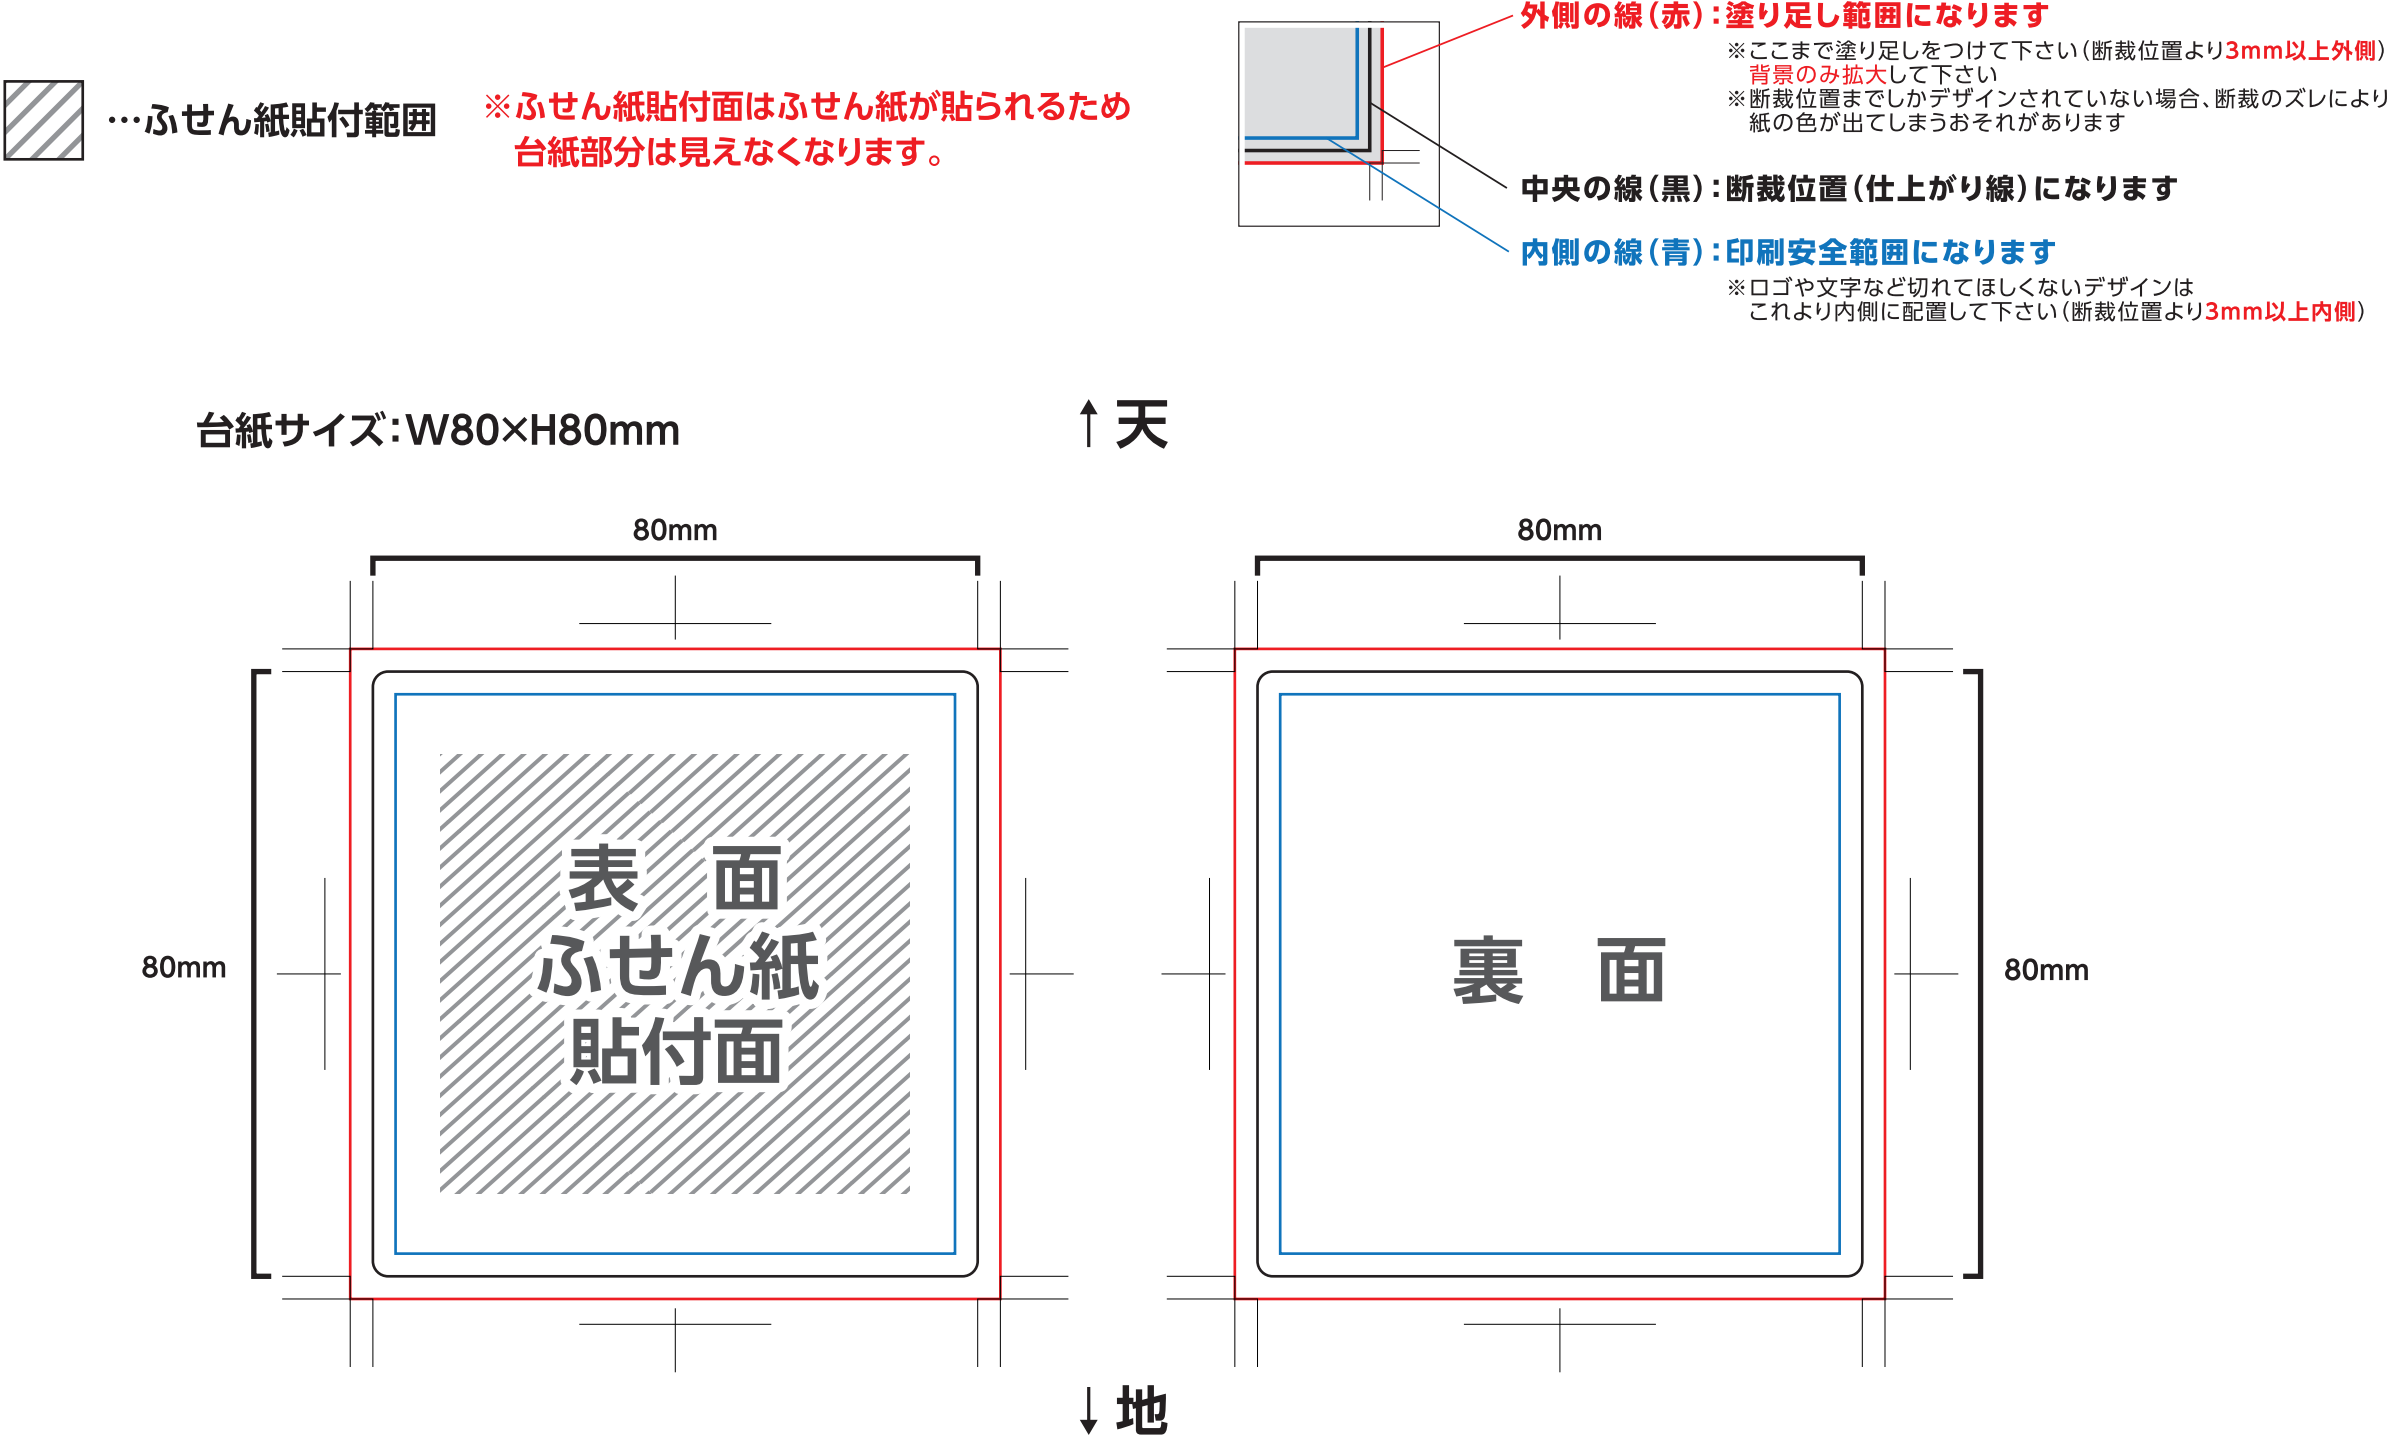 …ふせん紙貼付範囲
※ふせん紙貼付面はふせん紙が貼られるため
台紙部分は見えなくなります。
外側の線(赤):塗り足し範囲になります
※ここまで塗り足しをつけて下さい(断裁位置より3mm以上外側)
背景のみ拡大して下さい
※断裁位置までしかデザインされていない場合、断裁のズレにより
紙の色が出てしまうおそれがあります
中央の線(黒):断裁位置(仕上がり線)になります
内側の線(青):印刷安全範囲になります
※ロゴや文字など切れてほしくないデザインは
これより内側に配置して下さい(断裁位置より3mm以上内側)
台紙サイズ:W80×H80mm
↑天
80mm
80mm
80mm
表 面
ふせん紙
貼付面
裏 面
80mm
↓地